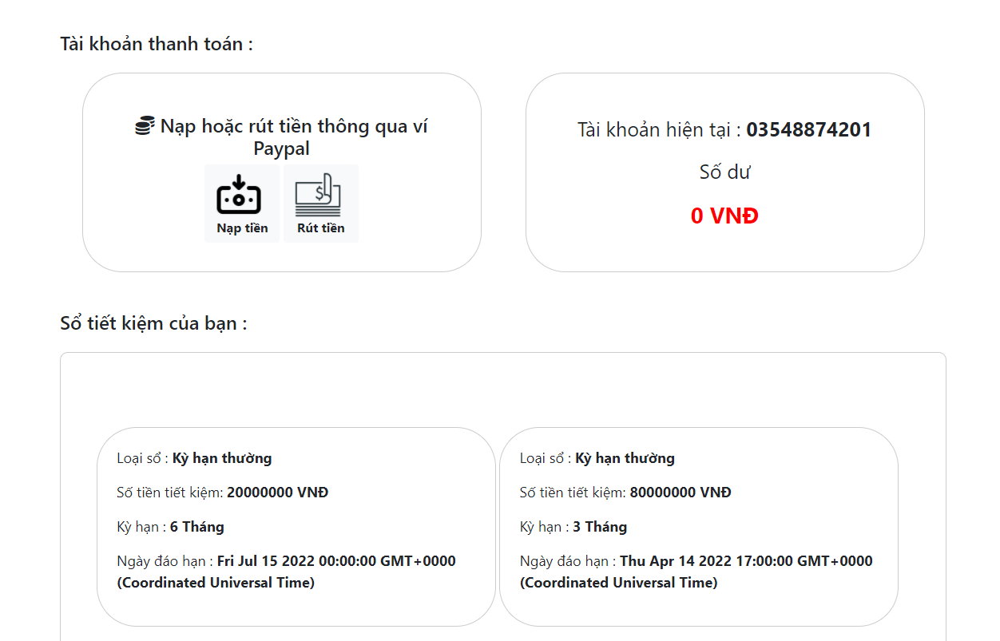 Tài khoản thanh toán :
Nạp hoặc rút tiền thông qua ví
Paypal
Nạp tiền
$
Rút tiền
Tài khoản hiện tại : 03548874201
Số dư
0 VNĐ
Sổ tiết kiệm của bạn :
Loại sổ : Kỳ hạn thường
Số tiền tiết kiệm: 20000000 VNĐ
Kỳ hạn : 6 Tháng
Ngày đáo hạn : Fri Jul 15 2022 00:00:00 GMT+0000
(Coordinated Universal Time)
Loại sổ : Kỳ hạn thường
Số tiền tiết kiệm: 80000000 VNĐ
Kỳ hạn : 3 Tháng
Ngày đáo hạn : Thu Apr 14 2022 17:00:00 GMT+0000
(Coordinated Universal Time)